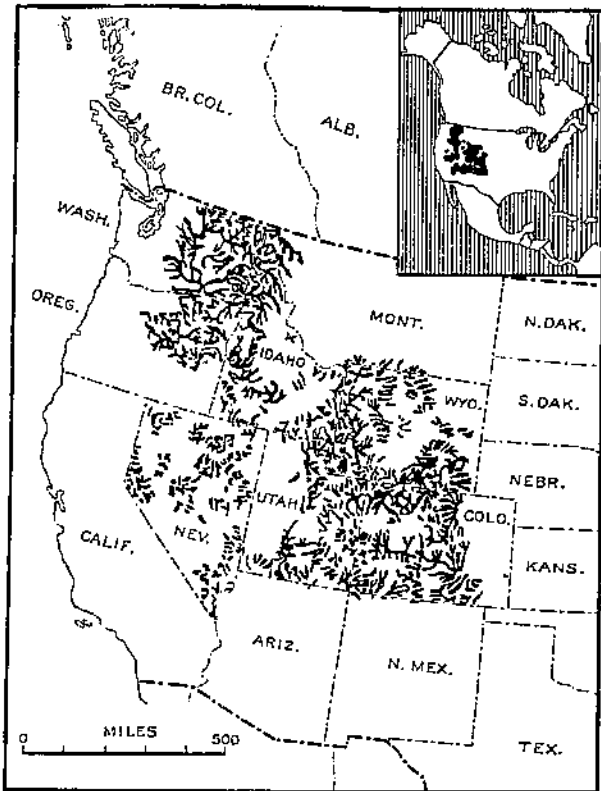 BR. COL.
ALB.
WASH.
OREG.
MONT.
N. DAK.
IDAHO
WYO.
S. DAK.
NEBR.
UTAH
COLO.
NEV.
CALIF.
KANS.
ARIZ.
N. MEX.
MILES
0 500
TEX.